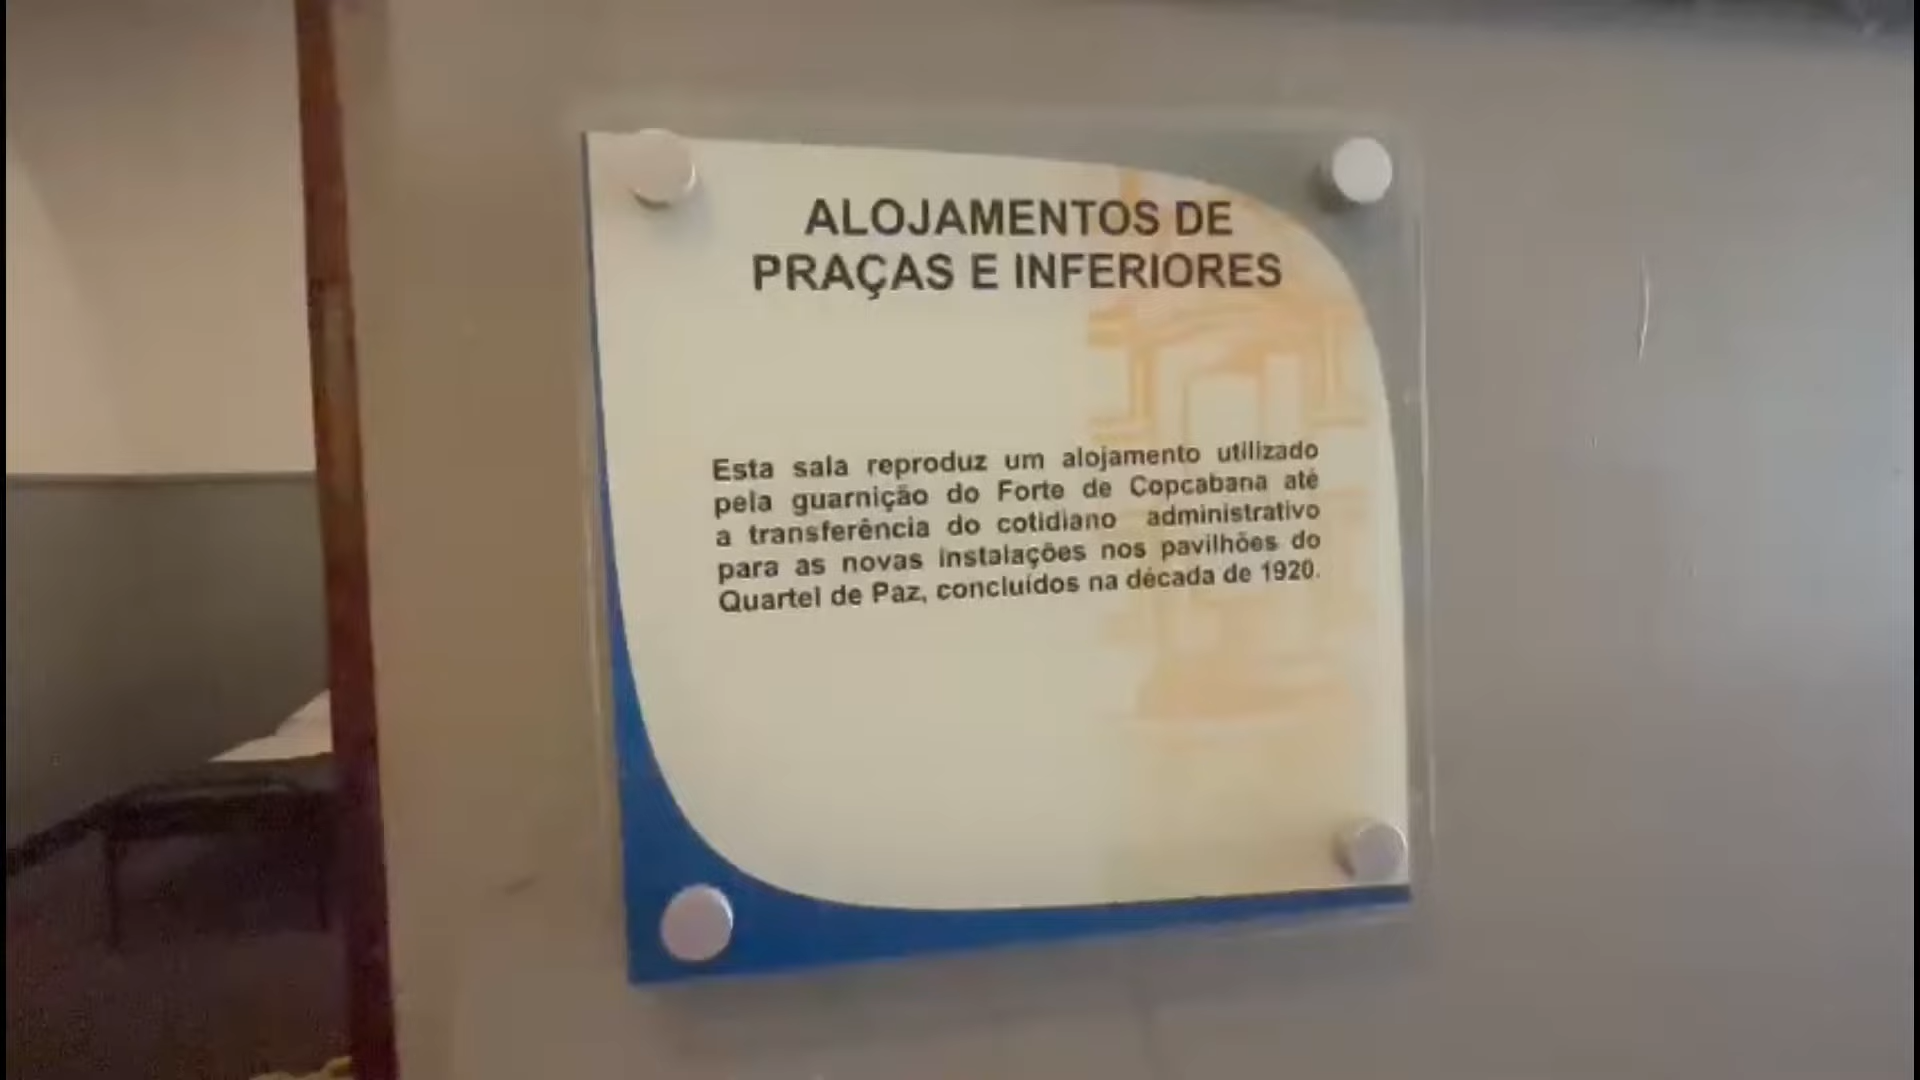 ALOJAMENTOS DE
PRAÇAS E INFERIORES
Esta sala reproduz um alojamento utilizado
pela guarnição do Forte de Copcabana até
a transferência do cotidiano administrativo
para as novas instalações nos pavilhões do
Quartel de Paz, concluídos na década de 1920.